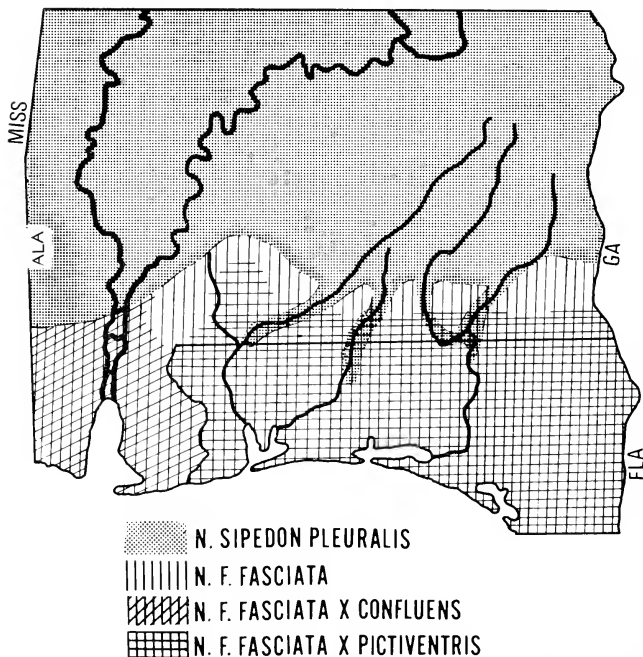 MISS
ALA
GA
FLA
N. SIPEDON PLEURALIS
N. F. FASCIATA
N. F. FASCIATA X CONFLUENS
N. F. FASCIATA X PICTIVENTRIS